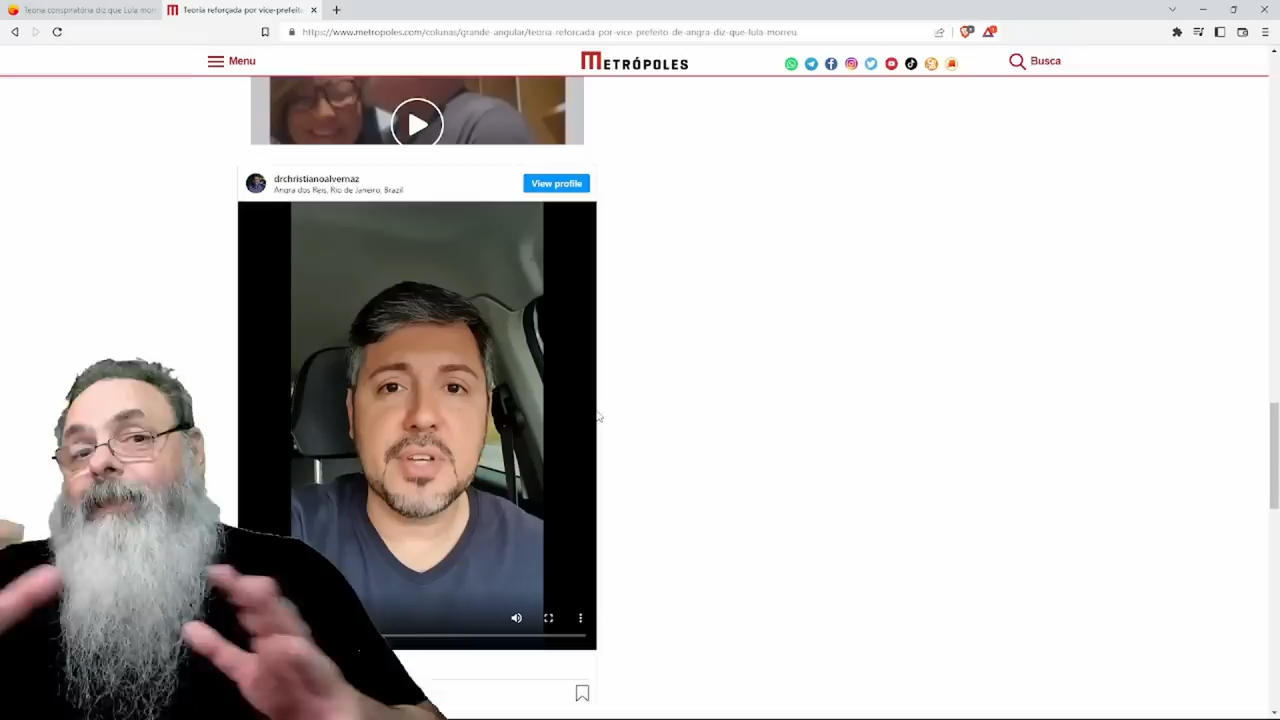 Teoria conspiratória diz que Lula morr
Teoria reforçada por vice-prefeit
https://www.metropoles.com/colunas/grande-angular/teoria-reforcada-por-vice-prefeito-de-angra-diz-que-lula-morreu
Menu
METRÓPOLES
Busca
drchristianoalvernaz
Angra dos Reis, Rio de Janeiro, Brazil
View profile